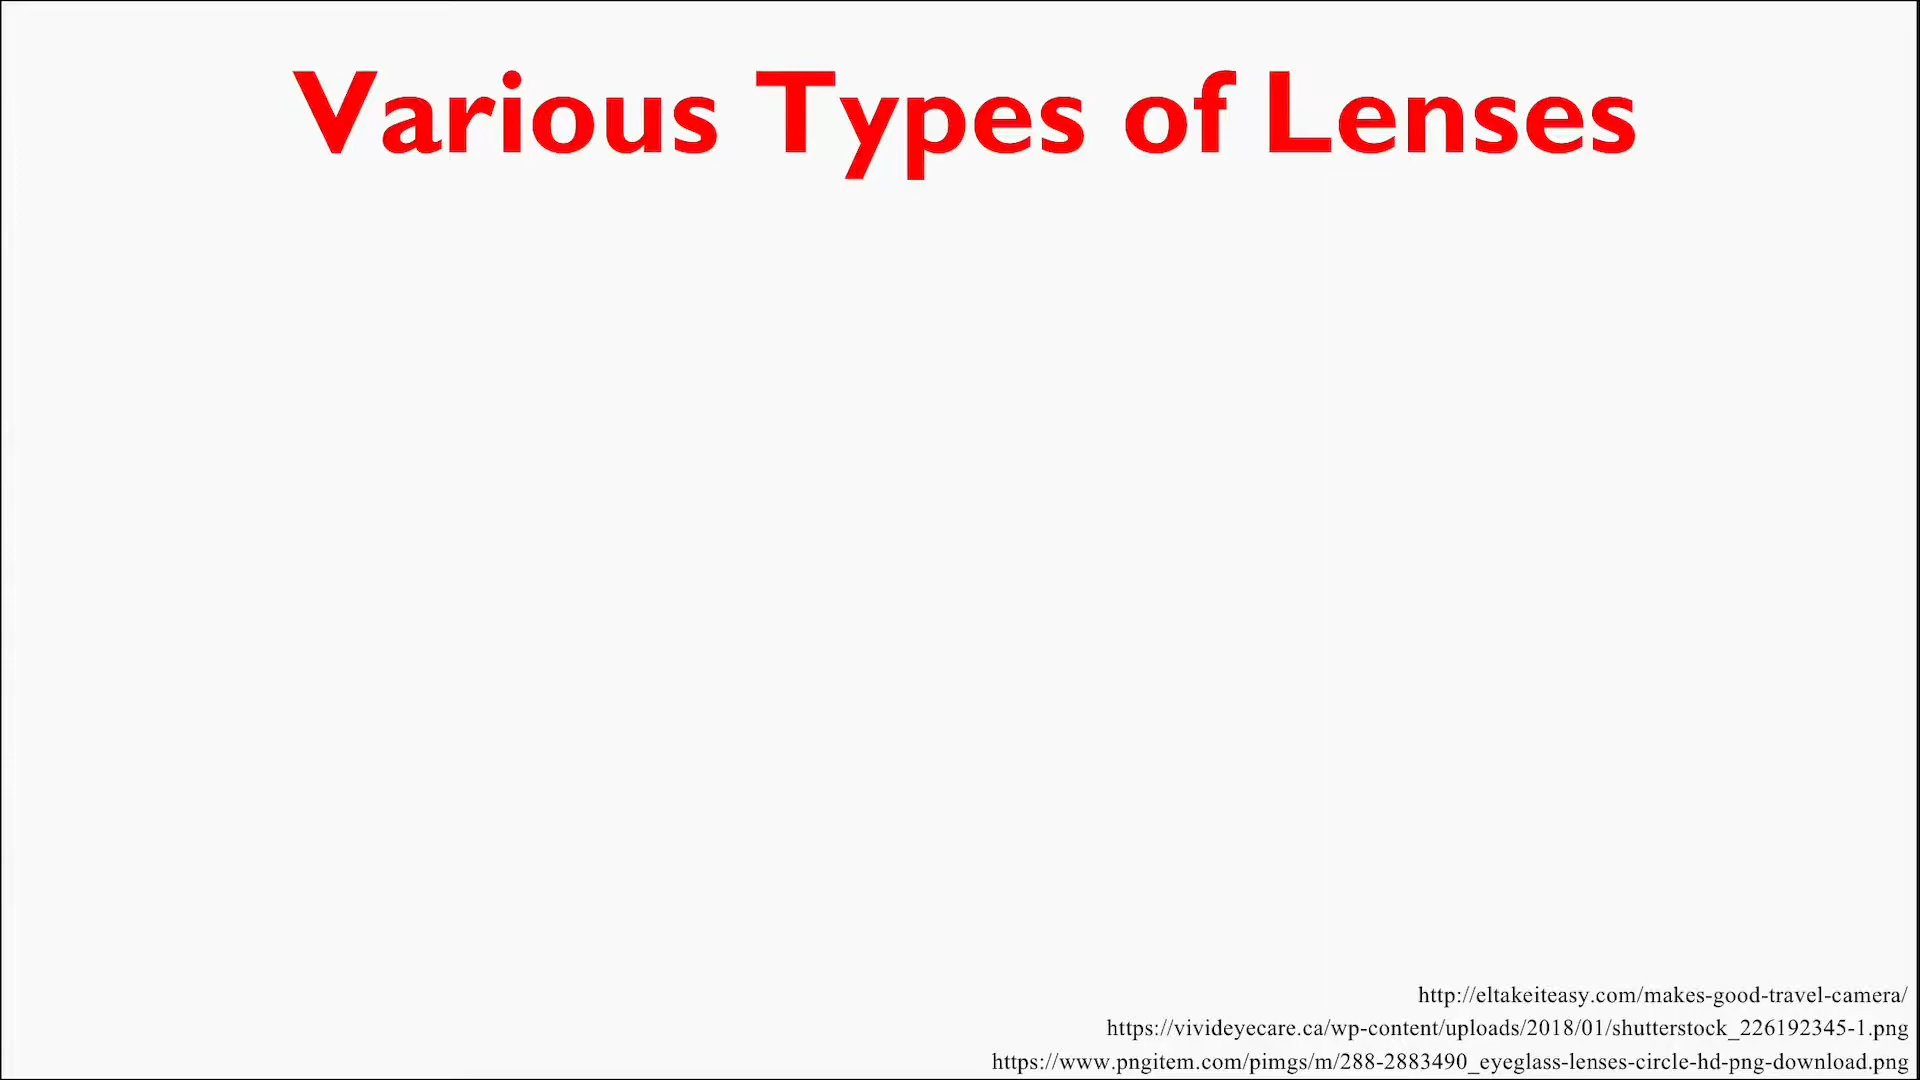 Various Types of Lenses
http://eltakeiteasy.com/makes-good-travel-camera/
https://vivideyecare.ca/wp-content/uploads/2018/01/shutterstock_226192345-1.png
https://www.pngitem.com/pimgs/m/288-2883490_eyeglass-lenses-circle-hd-png-download.png